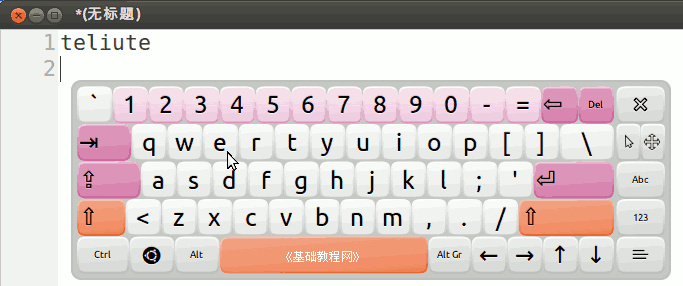 *(无标题)
1 teliute
2
` 1 2 3 4 5 6 7 8 9 0 - = ⇦ Del
⇥ q w e r t y u i o p [ ] \
⇪ a s d f g h j k l ; ' ⏎ Abc
⇧ < z x c v b n m , . / ⇧ 123
Ctrl Alt 《基础教程网》 Alt Gr ← → ↑ ↓